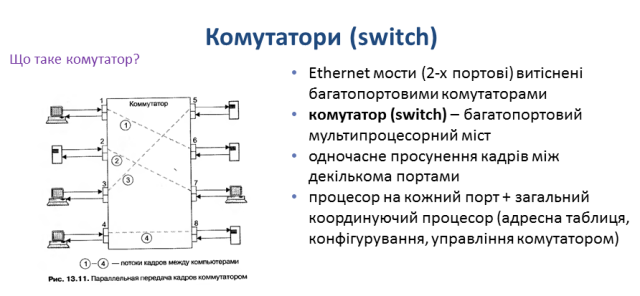 Комутатори (switch)
Що таке комутатор?
Коммутатор
1
5
1
2
6
2
3
7
3
4
8
4
1 – 4 — потоки кадров между компьютерами
Рис. 13.11. Параллельная передача кадров коммутатором
• Ethernet мости (2-х портові) витіснені
багатопортовими комутаторами
• комутатор (switch) – багатопортовий
мультипроцесорний міст
• одночасне просунення кадрів між
декількома портами
• процесор на кожний порт + загальний
координуючий процесор (адресна таблиця,
конфігурування, управління комутатором)